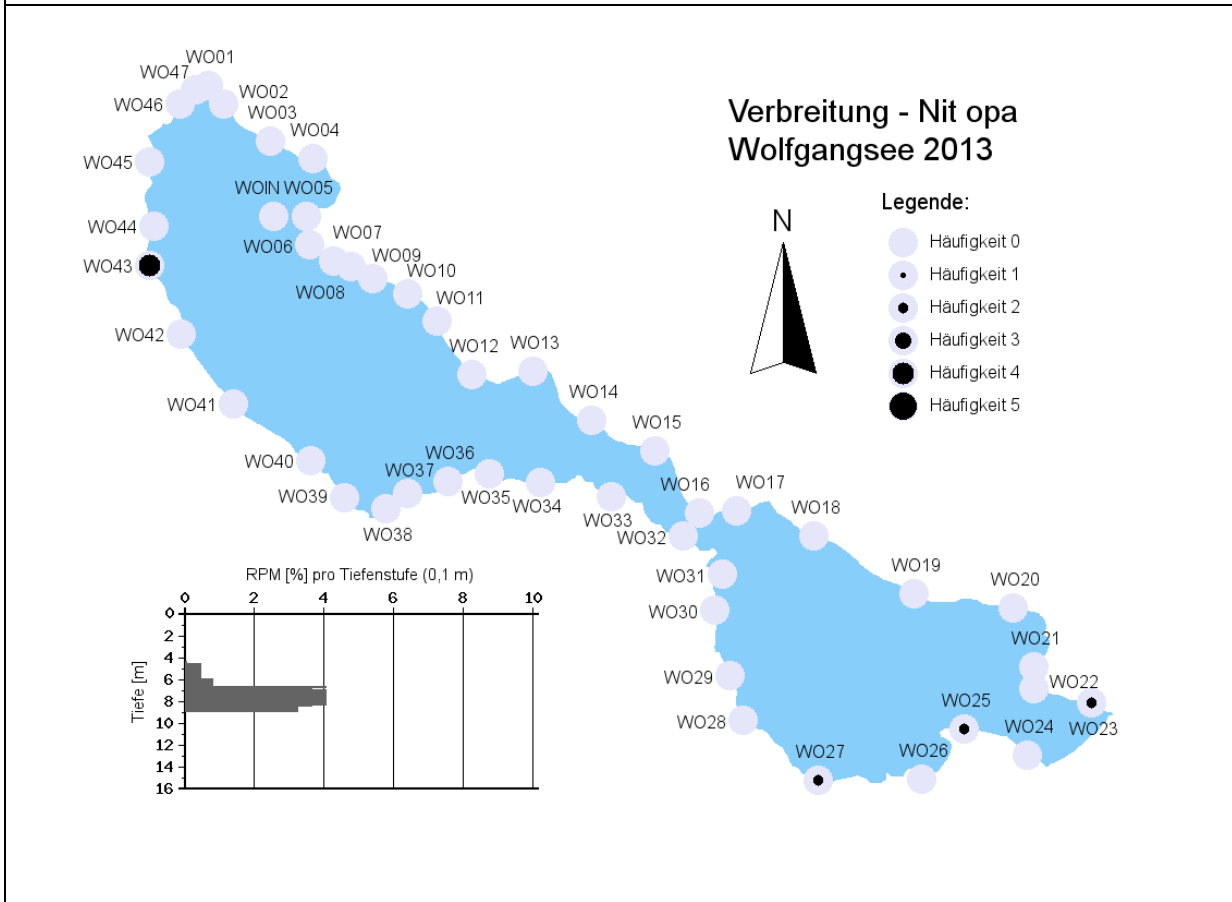 Verbreitung - Nit opa
Wolfgangsee 2013
N
Legende:
Häufigkeit 0
Häufigkeit 1
Häufigkeit 2
Häufigkeit 3
Häufigkeit 4
Häufigkeit 5
WO01
WO47
WO02
WO46
WO03
WO04
WO45
WOIN
WO05
WO44
WO06
WO07
WO43
WO09
WO08
WO10
WO11
WO42
WO12
WO13
WO41
WO14
WO15
WO40
WO36
WO37
WO39
WO35
WO34
WO38
WO33
WO16
WO17
WO32
WO18
WO31
WO19
WO20
WO30
WO21
WO29
WO22
WO28
WO25
WO23
WO24
WO27
WO26
RPM [%] pro Tiefenstufe (0,1 m)
0 2 4 6 8 10
Tiefe [m]
0
2
4
6
8
10
12
14
16